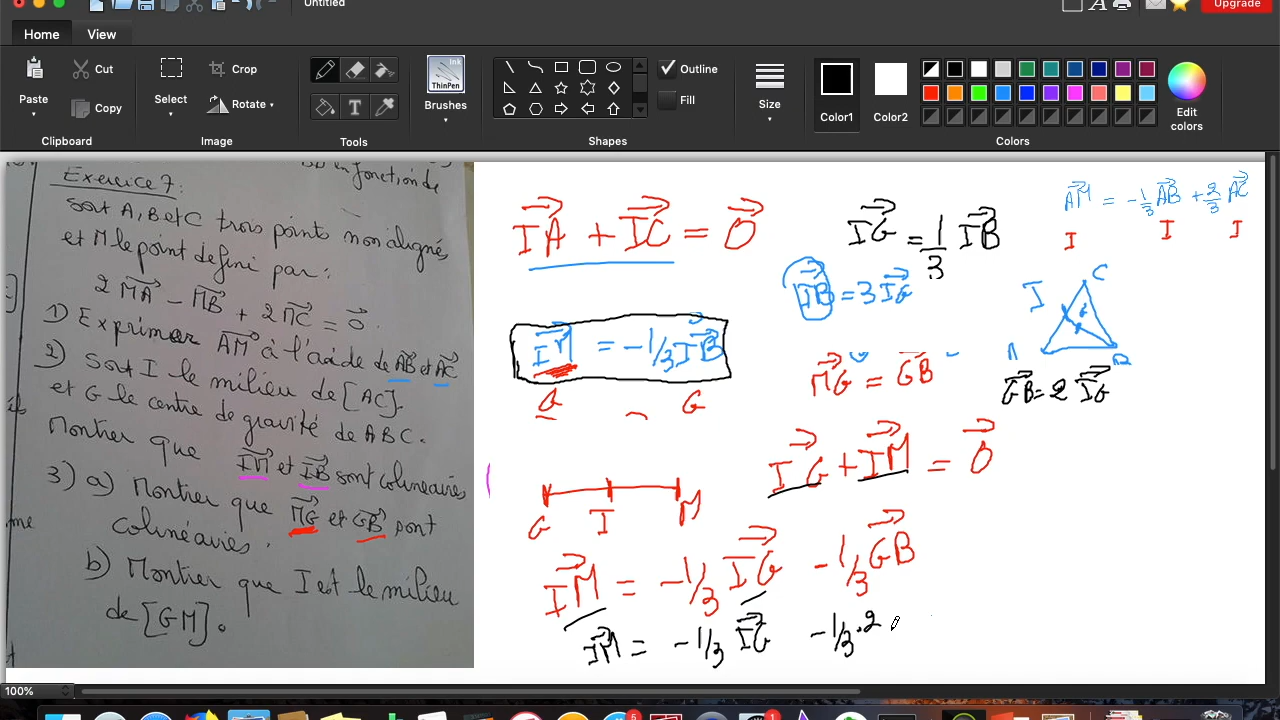 Untitled
Upgrade
Home
View
Cut
Crop
Outline
Fill
Paste
Copy
Select
Rotate
Brushes
Size
Color1
Color2
Edit colors
Clipboard
Image
Tools
Shapes
Colors
BD en fonction de
Exercice 7:
Soit A, B et C trois points non alignés
et M le point defini par:
2 MA⃗ - MB⃗ + 2 MC⃗ = 0⃗
1) Exprimer AM⃗ à l'aide de AB⃗ et AC⃗
2) Soit I le milieu de [AC].
et G le centre de gravité de ABC.
Montrer que IM⃗ et IB⃗ sont colineaires
3) a) Montrer que MG⃗ et GB⃗ sont
colinéaires.
b) Montrer que I est le milieu
de [GM].
IA⃗ + IC⃗ = 0⃗
IG⃗ = 1/3 IB⃗
AM⃗ = -1/3 AB⃗ + 2/3 AC⃗
I I I
IB⃗ = 3 IG⃗
I C G A B
IM⃗ = -1/3 IB⃗
G G
MG⃗ = GB⃗
GB⃗ = 2 IG⃗
IG⃗ + IM⃗ = 0⃗
G I M
IM⃗ = -1/3 IG⃗ -1/3 GB⃗
IM⃗ = -1/3 IG⃗ -1/3 . 2
100%